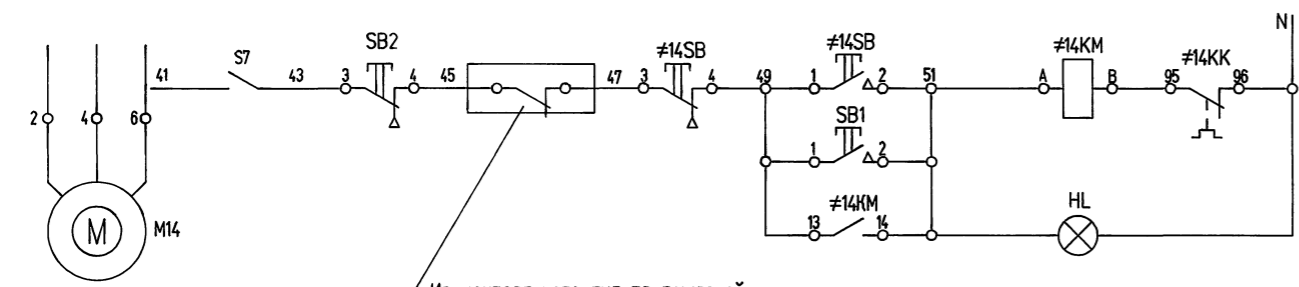 N
SB2 ≠14SB ≠14SB ≠14KM ≠14KK
41 S7 43 3 4 45 47 3 4 49 1 2 51 A B 95 96
SB1
2 4 6
1 2
≠14KM HL
M M14 13 14